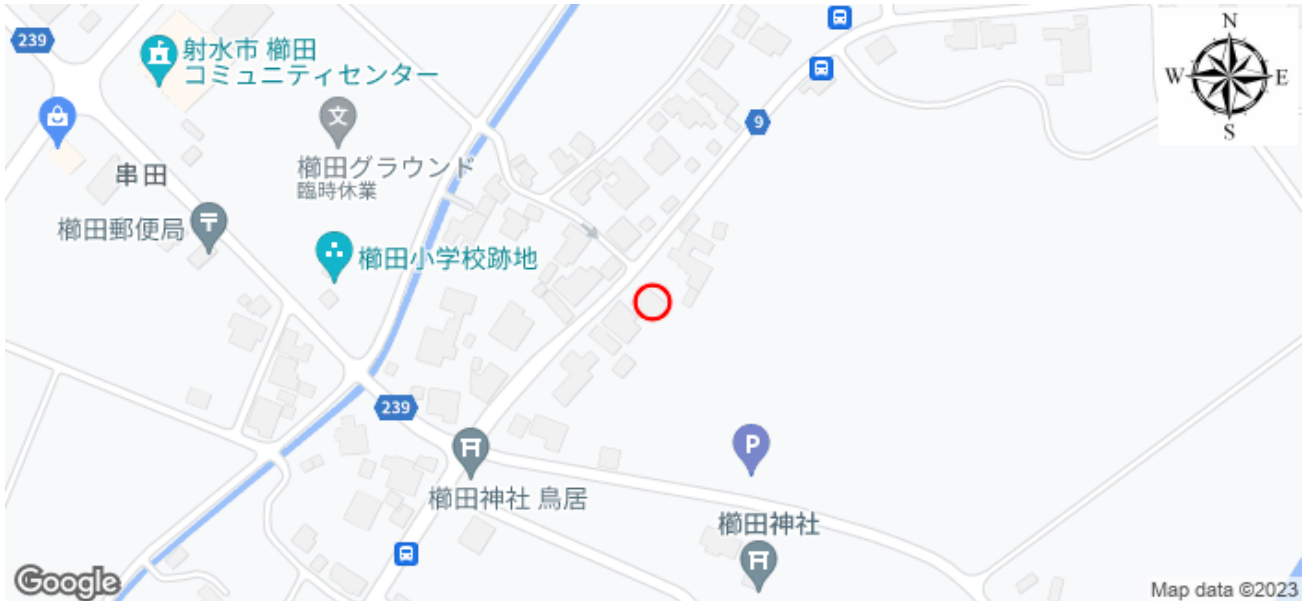 N
W
E
S
239
射水市 櫛田
コミュニティセンター
文
櫛田グラウンド
臨時休業
9
串田
櫛田郵便局
櫛田小学校跡地
239
P
櫛田神社 鳥居
櫛田神社
Google
Map data ©2023